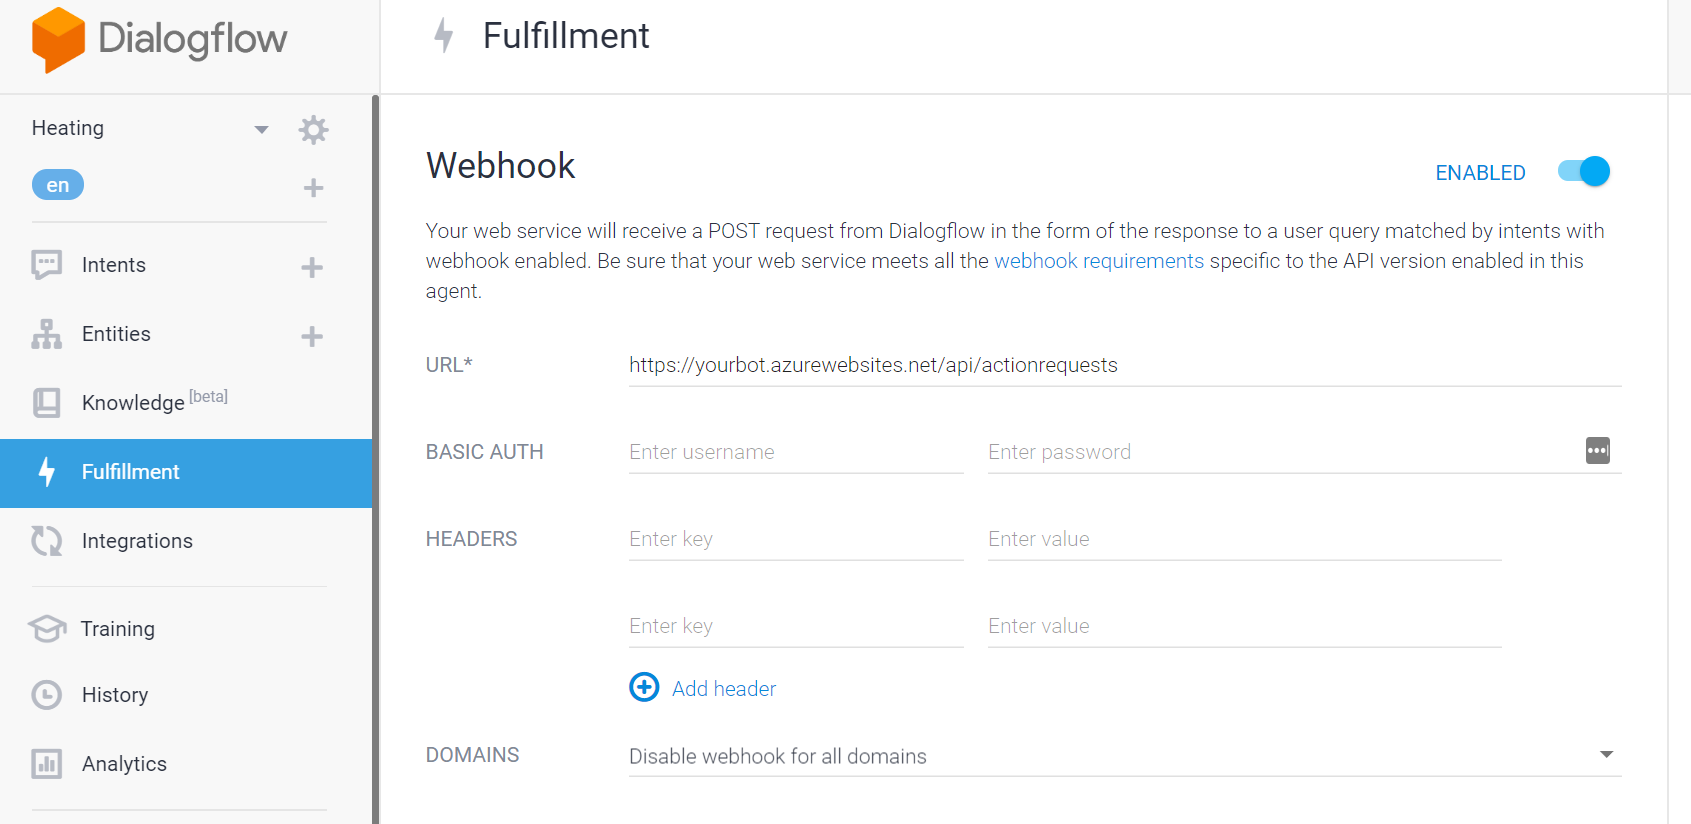 Dialogflow
Fulfillment
Heating
en
Intents
Entities
Knowledge [beta]
Fulfillment
Integrations
Training
History
Analytics
Webhook
ENABLED
Your web service will receive a POST request from Dialogflow in the form of the response to a user query matched by intents with
webhook enabled. Be sure that your web service meets all the webhook requirements specific to the API version enabled in this
agent.
URL* https://yourbot.azurewebsites.net/api/actionrequests
BASIC AUTH Enter username Enter password
HEADERS Enter key Enter value
Enter key Enter value
Add header
DOMAINS Disable webhook for all domains